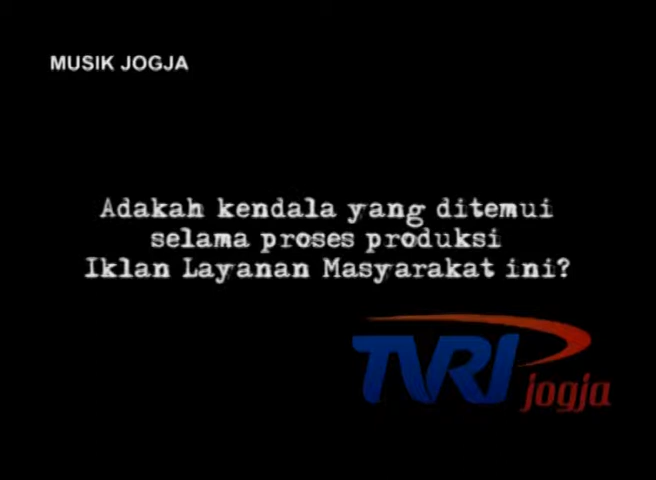 MUSIK JOGJA
Adakah kendala yang ditemui
selama proses produksi
Iklan Layanan Masyarakat ini?
TVRI jogja